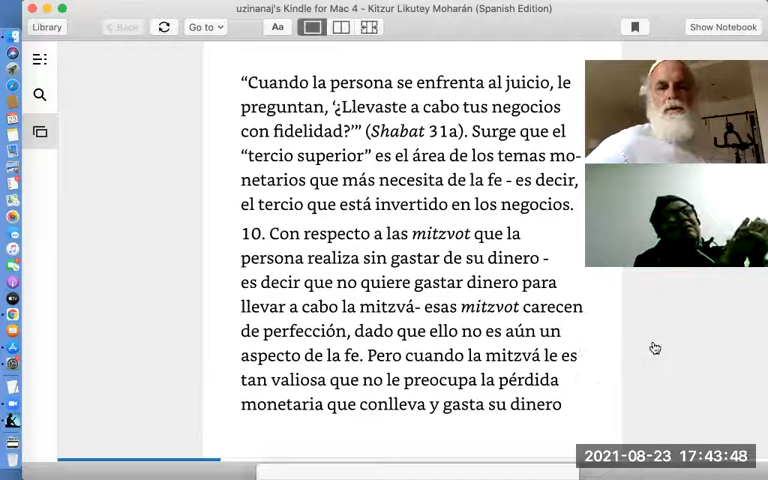 uzinanaj's Kindle for Mac 4 - Kitzur Likutey Moharán (Spanish Edition)
Library
Back
Go to
Aa
Show Notebook
“Cuando la persona se enfrenta al juicio, le
preguntan, ‘¿Llevaste a cabo tus negocios
con fidelidad?’” (Shabat 31a). Surge que el
“tercio superior” es el área de los temas mo-
netarios que más necesita de la fe - es decir,
el tercio que está invertido en los negocios.
10. Con respecto a las mitzvot que la
persona realiza sin gastar de su dinero -
es decir que no quiere gastar dinero para
llevar a cabo la mitzvá- esas mitzvot carecen
de perfección, dado que ello no es aún un
aspecto de la fe. Pero cuando la mitzvá le es
tan valiosa que no le preocupa la pérdida
monetaria que conlleva y gasta su dinero
2021-08-23 17:43:48